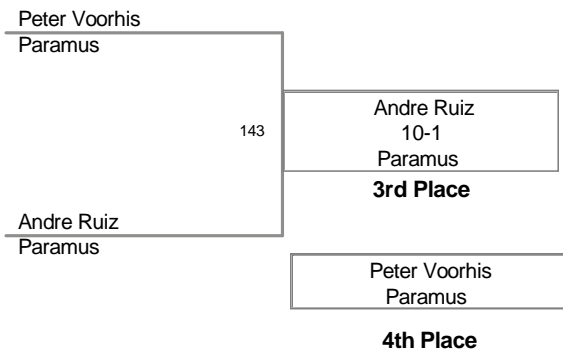 Peter Voorhis
Paramus
143
Andre Ruiz
10-1
Paramus
3rd Place
Andre Ruiz
Paramus
Peter Voorhis
Paramus
4th Place